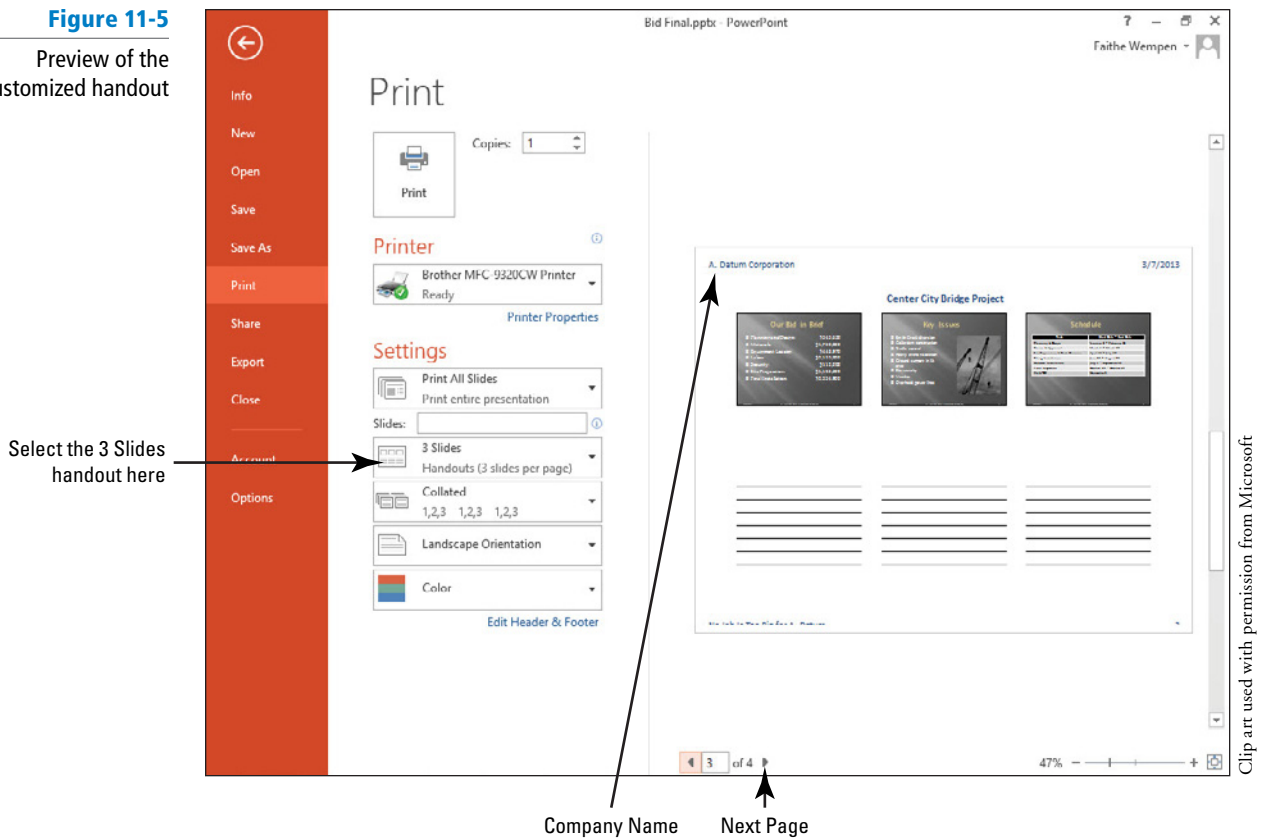 Figure 11-5
Preview of the
ustomized handout
Bid Final.pptx - PowerPoint
?
Faithe Wempen
Info
New
Open
Save
Save As
Print
Share
Export
Close
Account
Options
Print
Print
Copies: 1
Printer
Brother MFC-9320CW Printer
Ready
Printer Properties
Settings
Print All Slides
Print entire presentation
Slides:
3 Slides
Handouts (3 slides per page)
Collated
1,2,3 1,2,3 1,2,3
Landscape Orientation
Color
Edit Header & Footer
A. Datum Corporation
3/7/2013
Center City Bridge Project
Our Bid in Brief
Key Issues
Schedule
3 of 4
47%
Select the 3 Slides
handout here
Company Name
Next Page
Clip art used with permission from Microsoft